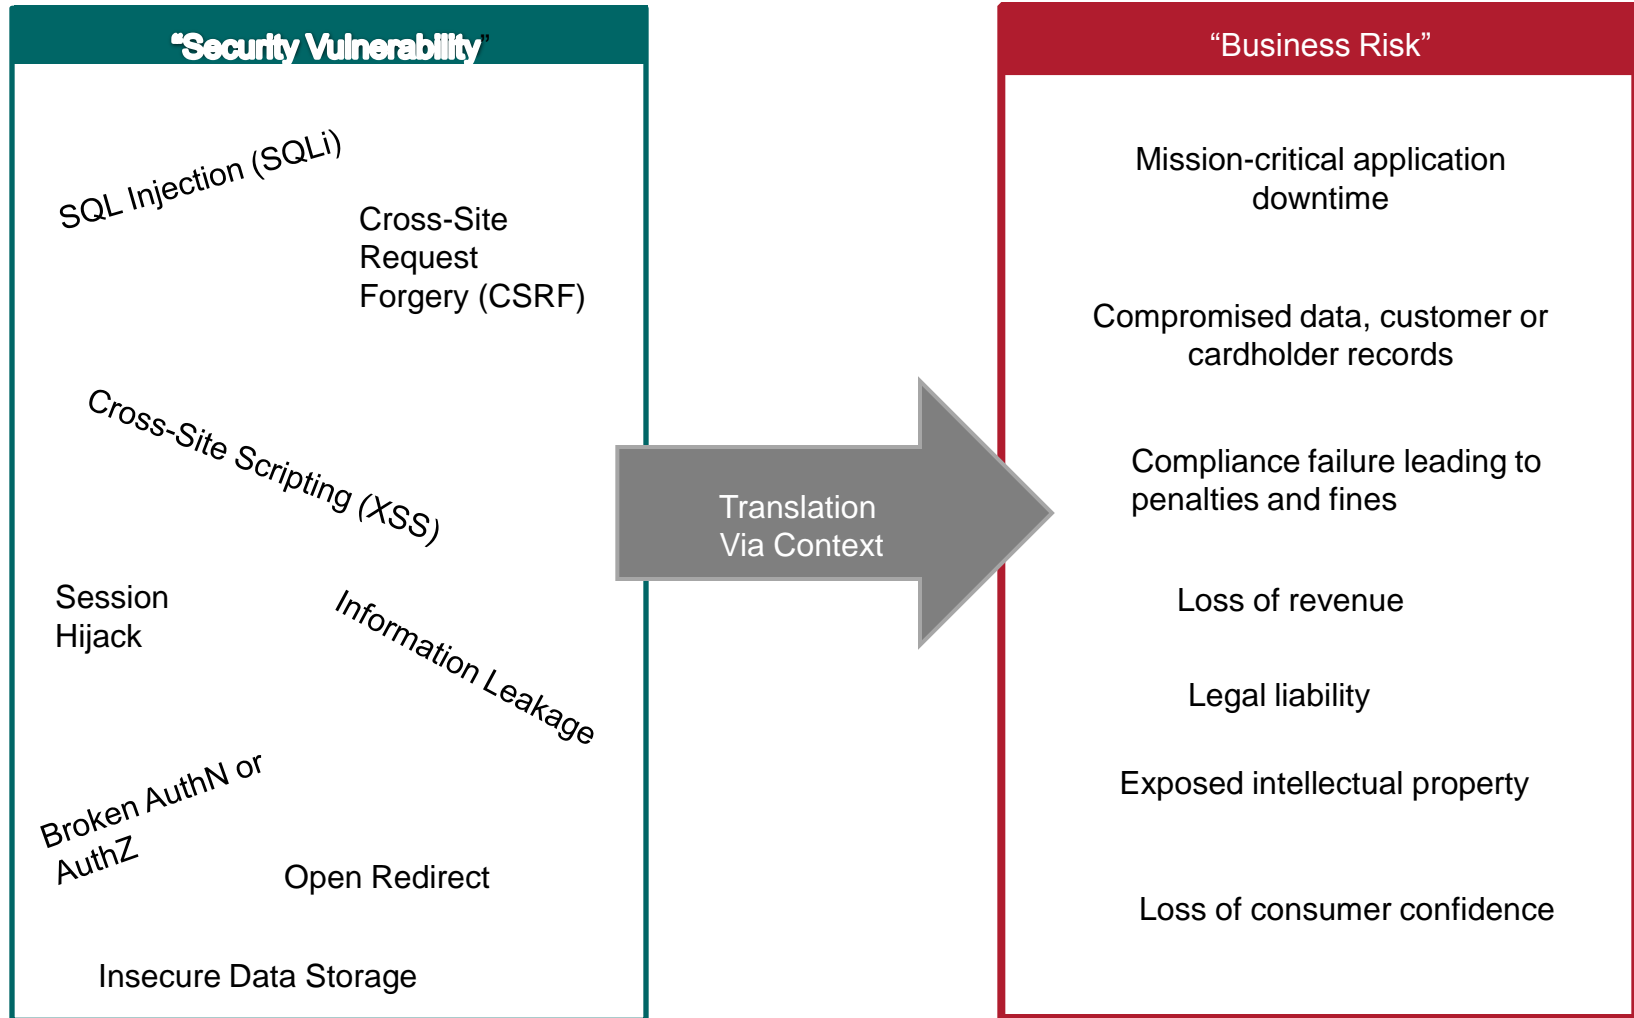 “Security Vulnerability”
SQL Injection (SQLi)
Cross-Site
Request
Forgery (CSRF)
Cross-Site Scripting (XSS)
Session
Hijack
Information Leakage
Broken AuthN or
AuthZ
Open Redirect
Insecure Data Storage
Translation
Via Context
“Business Risk”
Mission-critical application
downtime
Compromised data, customer or
cardholder records
Compliance failure leading to
penalties and fines
Loss of revenue
Legal liability
Exposed intellectual property
Loss of consumer confidence